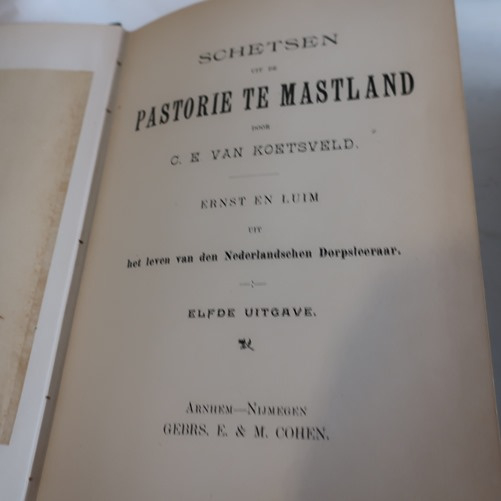 SCHETSEN
UIT DE
PASTORIE TE MASTLAND
DOOR
C. E VAN KOETSVELD.
ERNST EN LUIM
UIT
het leven van den Nederlandschen Dorpsleeraar.
ELFDE UITGAVE.
ARNHEM—NIJMEGEN
GEBRS. E. & M. COHEN.